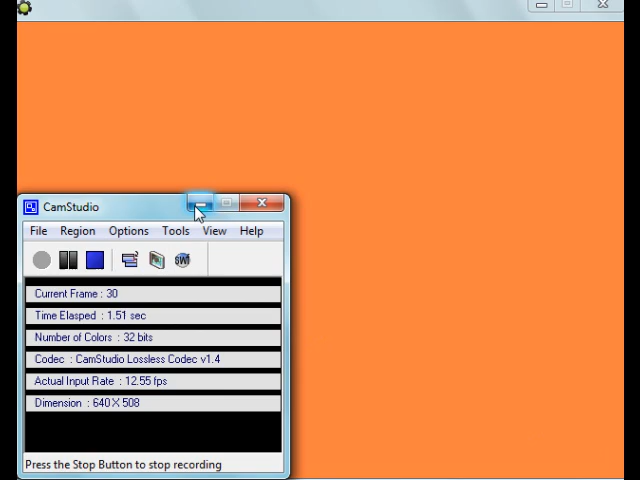 CamStudio
File Region Options Tools View Help
SWF
Current Frame : 30
Time Elasped : 1.51 sec
Number of Colors : 32 bits
Codec : CamStudio Lossless Codec v1.4
Actual Input Rate : 12.55 fps
Dimension : 640 X 508
Press the Stop Button to stop recording